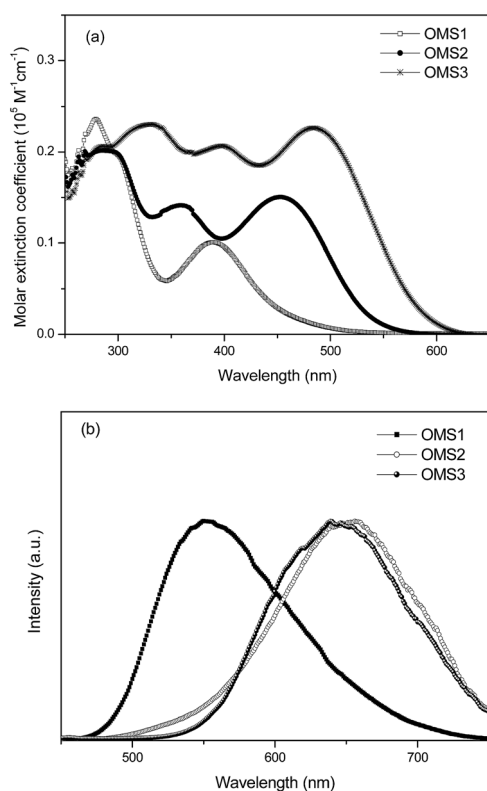 (a)
OMS1
OMS2
OMS3
0.3
0.2
0.1
0.0
Molar extinction coefficient (10⁵ M⁻¹cm⁻¹)
300 400 500 600
Wavelength (nm)
(b)
OMS1
OMS2
OMS3
Intensity (a.u.)
500 600 700
Wavelength (nm)